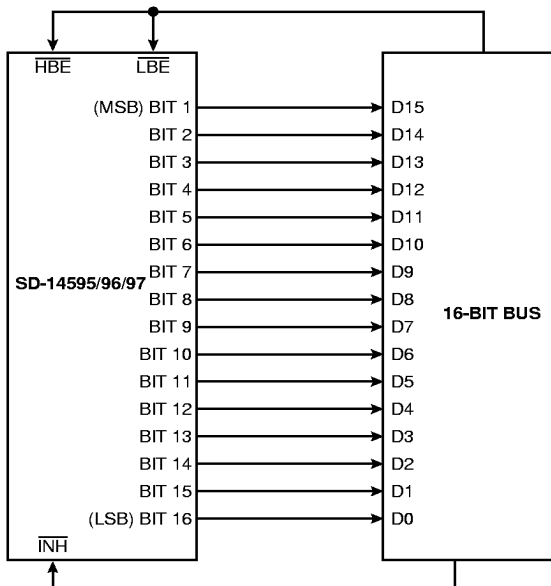 HBE LBE
(MSB) BIT 1 D15
BIT 2 D14
BIT 3 D13
BIT 4 D12
BIT 5 D11
BIT 6 D10
BIT 7 D9
SD-14595/96/97
BIT 8 D8
BIT 9 D7
16-BIT BUS
BIT 10 D6
BIT 11 D5
BIT 12 D4
BIT 13 D3
BIT 14 D2
BIT 15 D1
(LSB) BIT 16 D0
INH